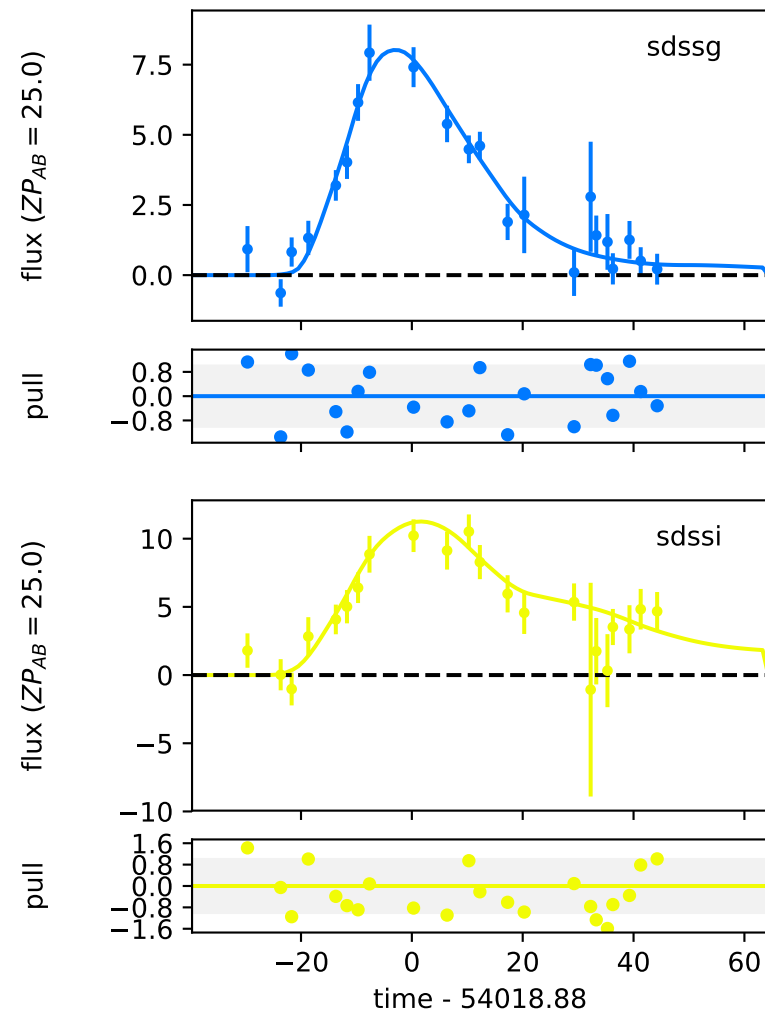 sdssg
flux (ZP_AB = 25.0)
7.5
5.0
2.5
0.0
pull
0.8
0.0
−0.8
sdssi
flux (ZP_AB = 25.0)
10
5
0
−5
−10
pull
1.6
0.8
0.0
−0.8
−1.6
−20 0 20 40 60
time - 54018.88